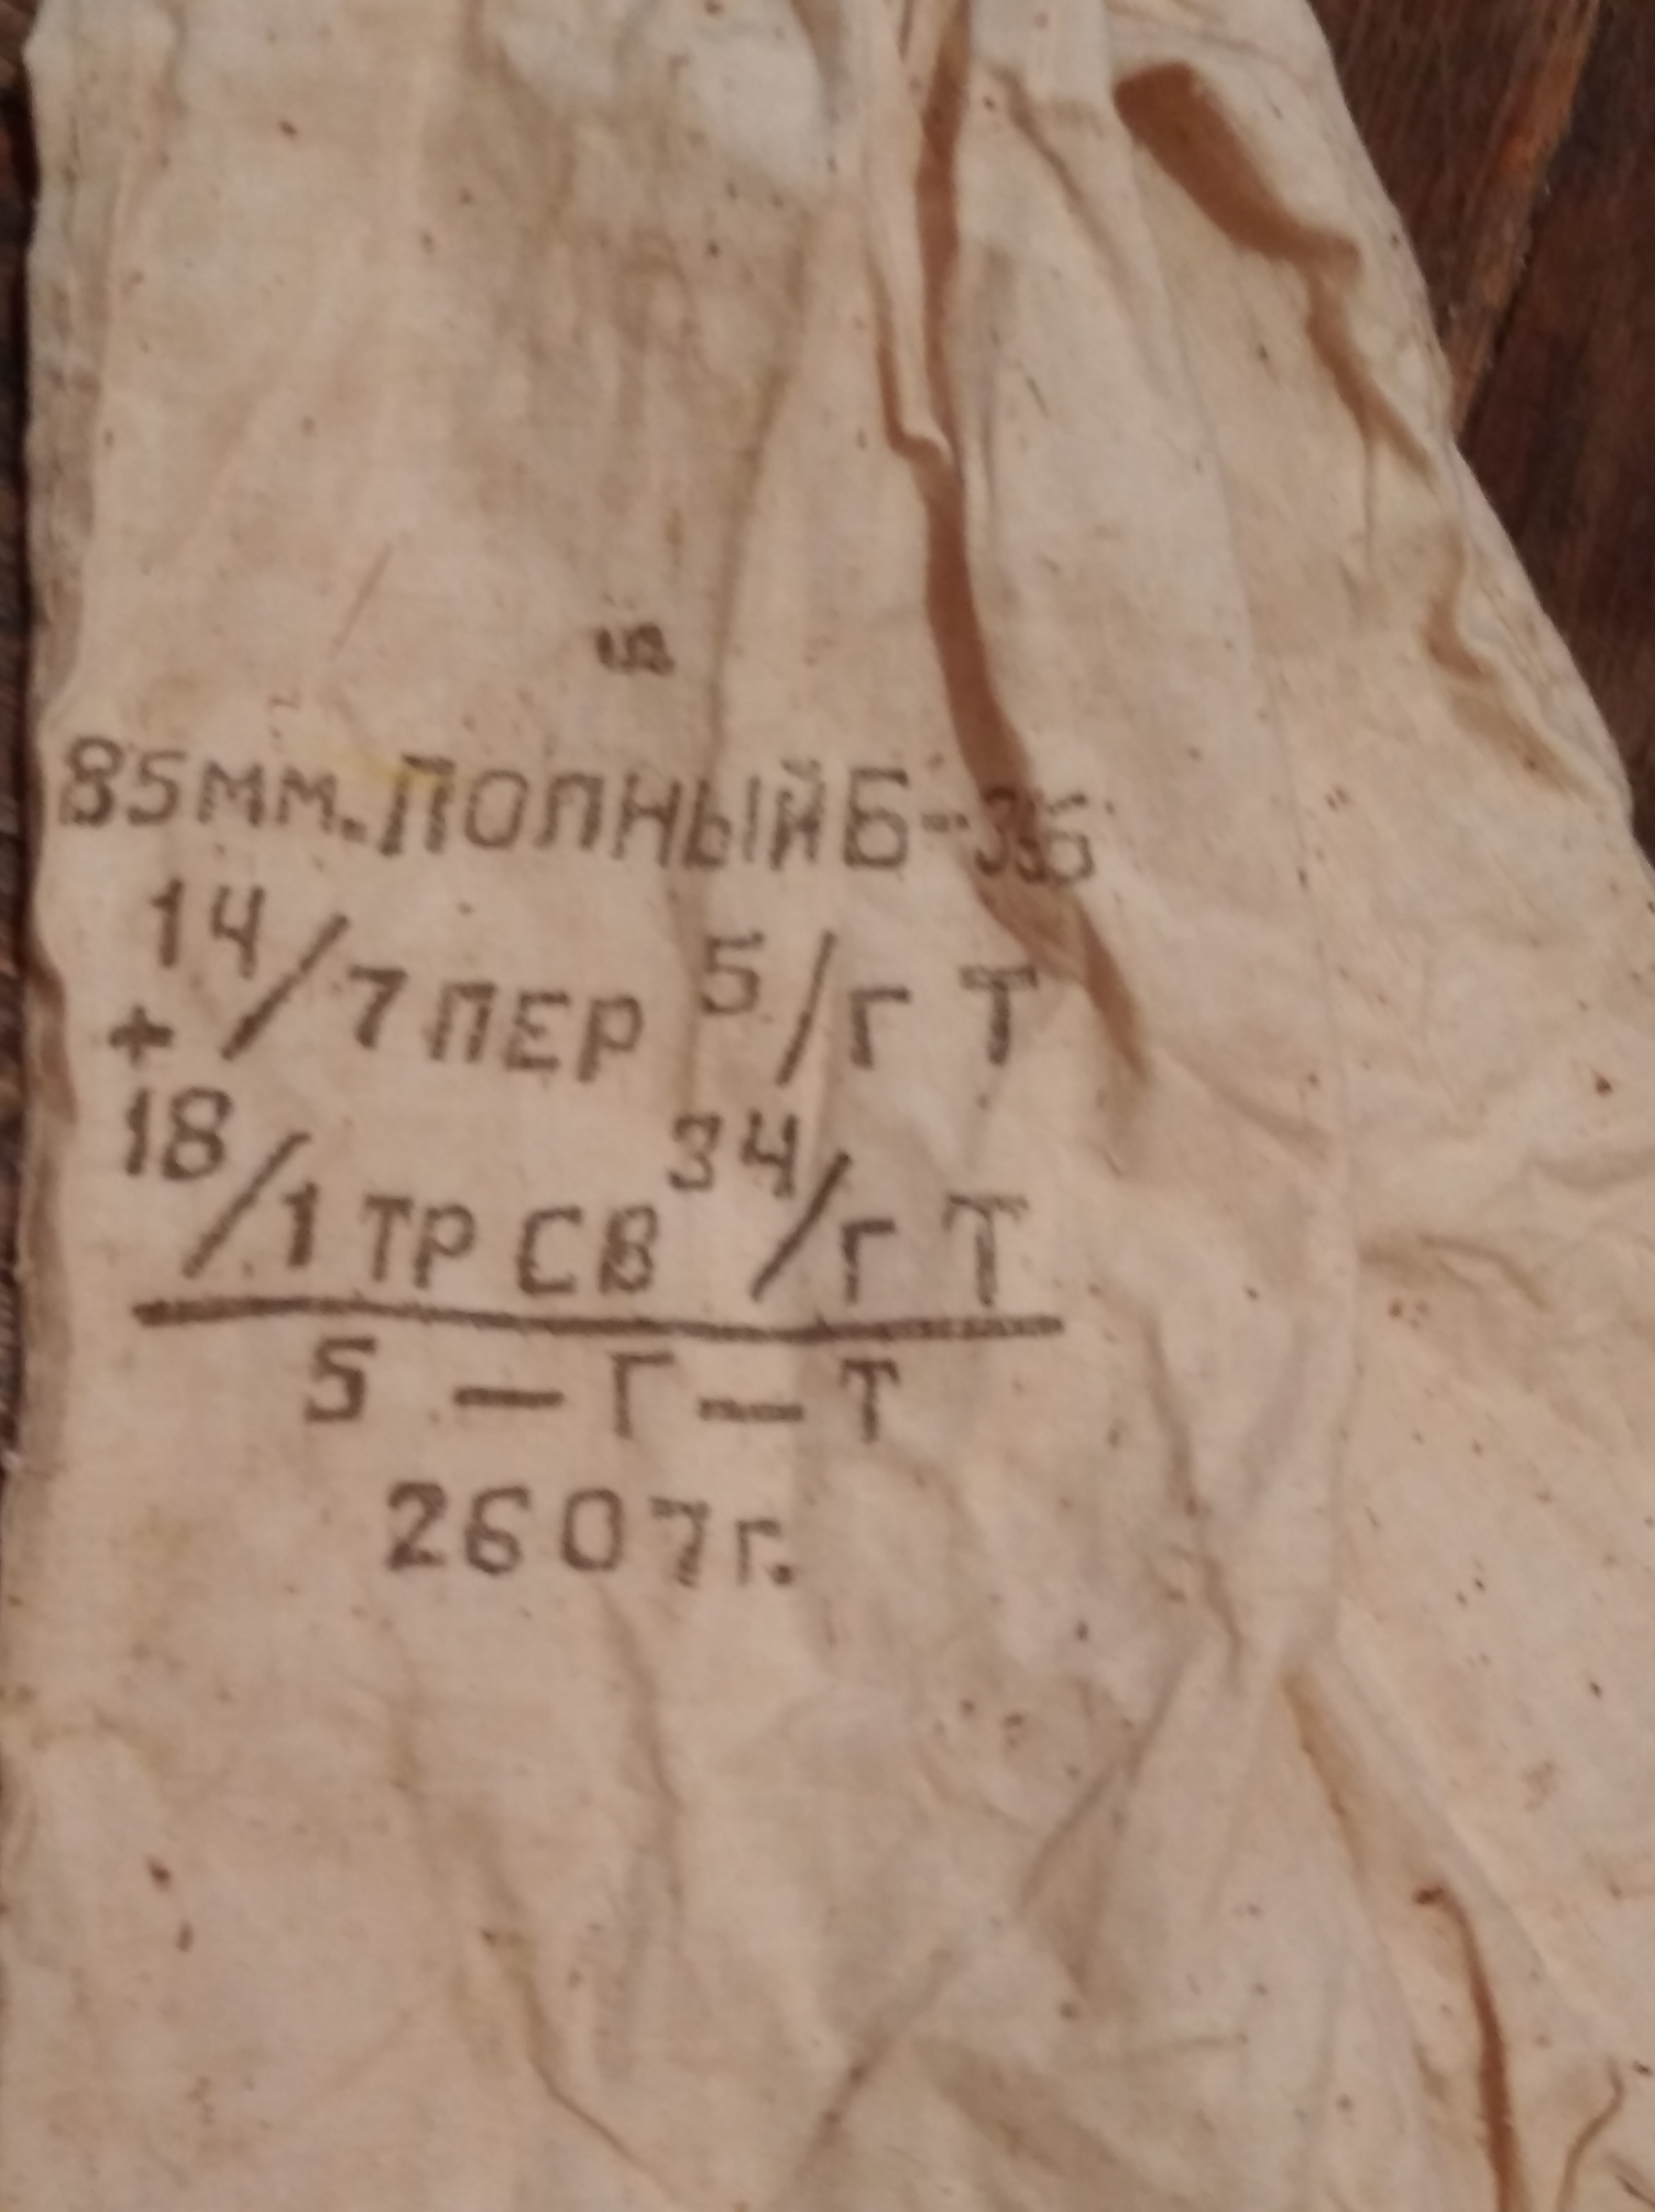 85мм.ПОЛНЫЙ Б-35
14/7 ПЕР 5/Г Т
+
18/1 ТР СВ 34/Г Т
5 — Г — Т
2607г.